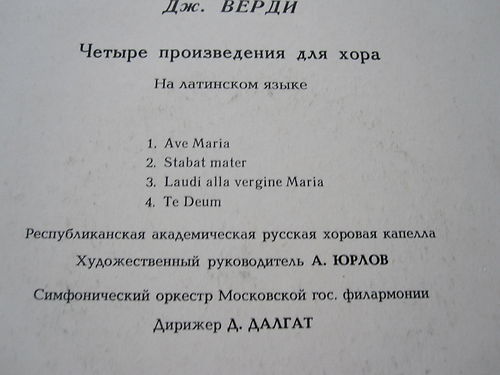 Дж. ВЕРДИ
Четыре произведения для хора
На латинском языке
1. Ave Maria
2. Stabat mater
3. Laudi alla vergine Maria
4. Te Deum
Республиканская академическая русская хоровая капелла
Художественный руководитель А. ЮРЛОВ
Симфонический оркестр Московской гос. филармонии
Дирижер Д. ДАЛГАТ